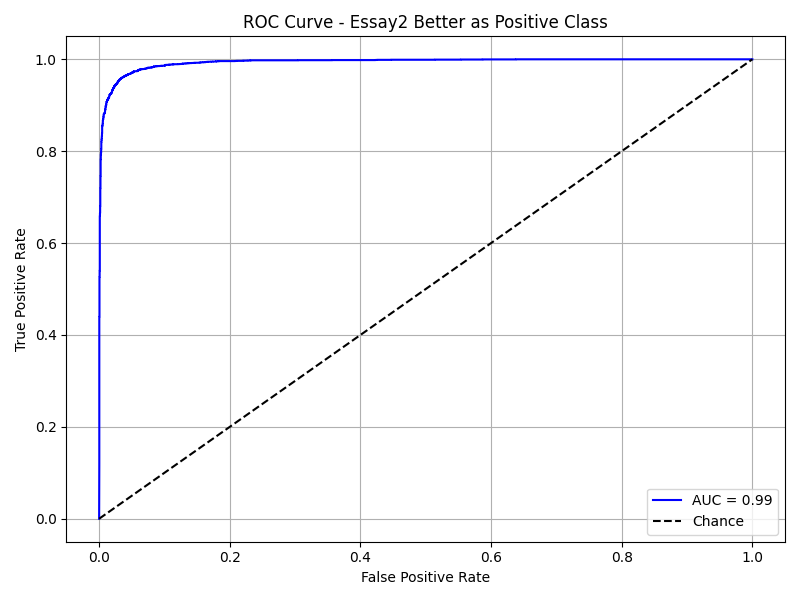 ROC Curve - Essay2 Better as Positive Class
True Positive Rate
1.0
0.8
0.6
0.4
0.2
0.0
0.0 0.2 0.4 0.6 0.8 1.0
False Positive Rate
AUC = 0.99
Chance